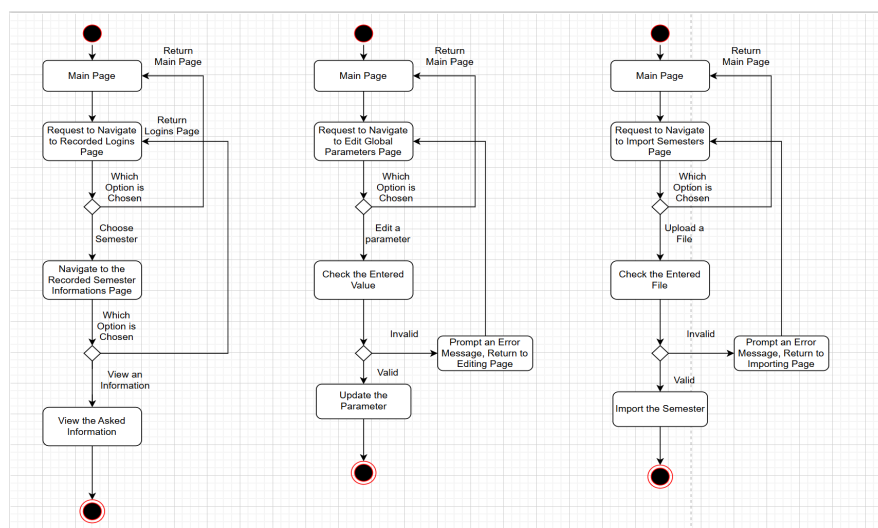 Return
Main Page
Main Page
Return
Logins Page
Request to Navigate
to Recorded Logins
Page
Which
Option is
Chosen
Choose
Semester
Navigate to the
Recorded Semester
Informations Page
Which
Option is
Chosen
View an
Information
View the Asked
Information
Return
Main Page
Main Page
Request to Navigate
to Edit Global
Parameters Page
Which
Option is
Chosen
Edit a
parameter
Check the Entered
Value
Invalid
Prompt an Error
Message, Return to
Editing Page
Valid
Update the
Parameter
Return
Main Page
Main Page
Request to Navigate
to Import Semesters
Page
Which
Option is
Chosen
Upload a
File
Check the Entered
File
Invalid
Prompt an Error
Message, Return to
Importing Page
Valid
Import the Semester